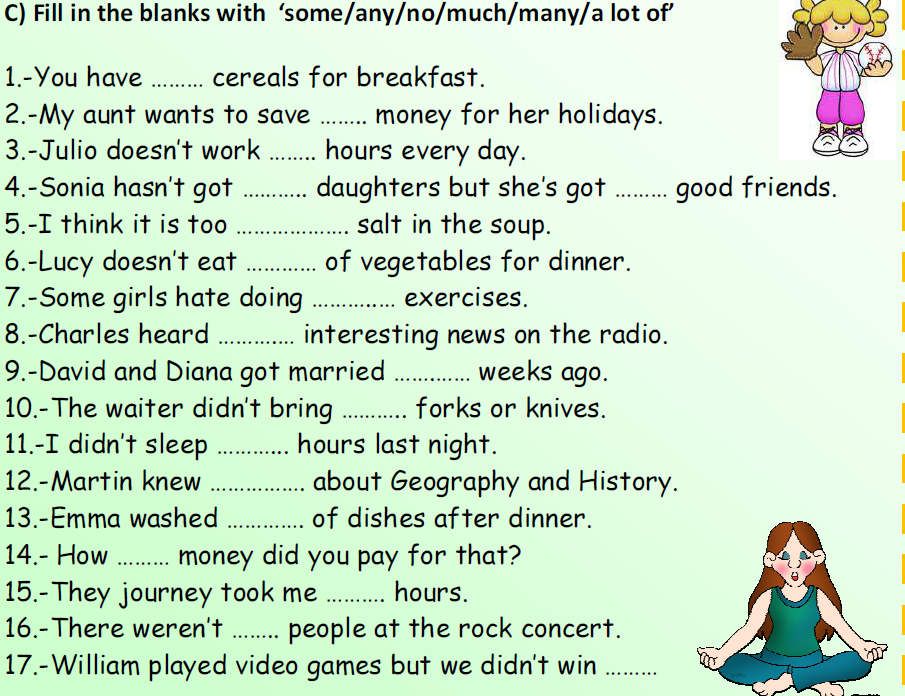 C) Fill in the blanks with ‘some/any/no/much/many/a lot of’
1.-You have ……… cereals for breakfast.
2.-My aunt wants to save …….. money for her holidays.
3.-Julio doesn’t work …….. hours every day.
4.-Sonia hasn’t got ……….. daughters but she’s got ……… good friends.
5.-I think it is too ………………. salt in the soup.
6.-Lucy doesn’t eat ………… of vegetables for dinner.
7.-Some girls hate doing ………..… exercises.
8.-Charles heard ……….… interesting news on the radio.
9.-David and Diana got married …….…… weeks ago.
10.-The waiter didn’t bring ……….. forks or knives.
11.-I didn’t sleep ………... hours last night.
12.-Martin knew ……………. about Geography and History.
13.-Emma washed …………. of dishes after dinner.
14.- How ……… money did you pay for that?
15.-They journey took me ………. hours.
16.-There weren’t …….. people at the rock concert.
17.-William played video games but we didn’t win ………